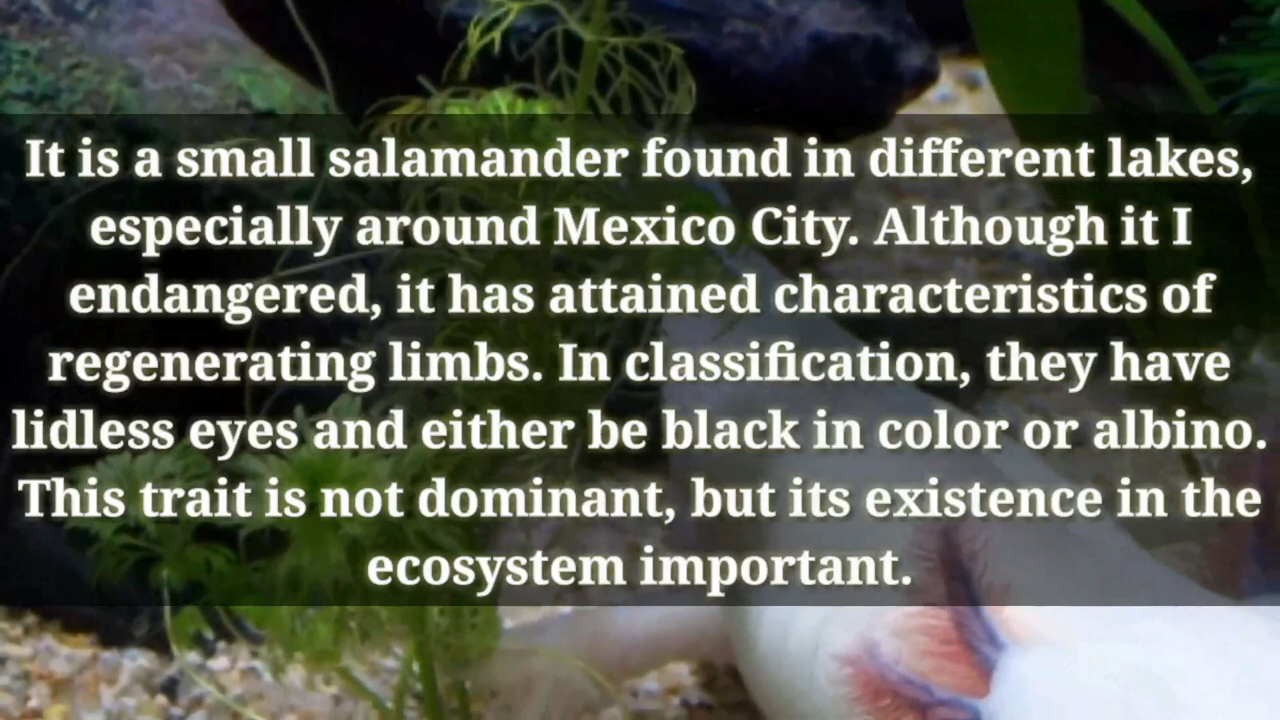 It is a small salamander found in different lakes,
especially around Mexico City. Although it I
endangered, it has attained characteristics of
regenerating limbs. In classification, they have
lidless eyes and either be black in color or albino.
This trait is not dominant, but its existence in the
ecosystem important.